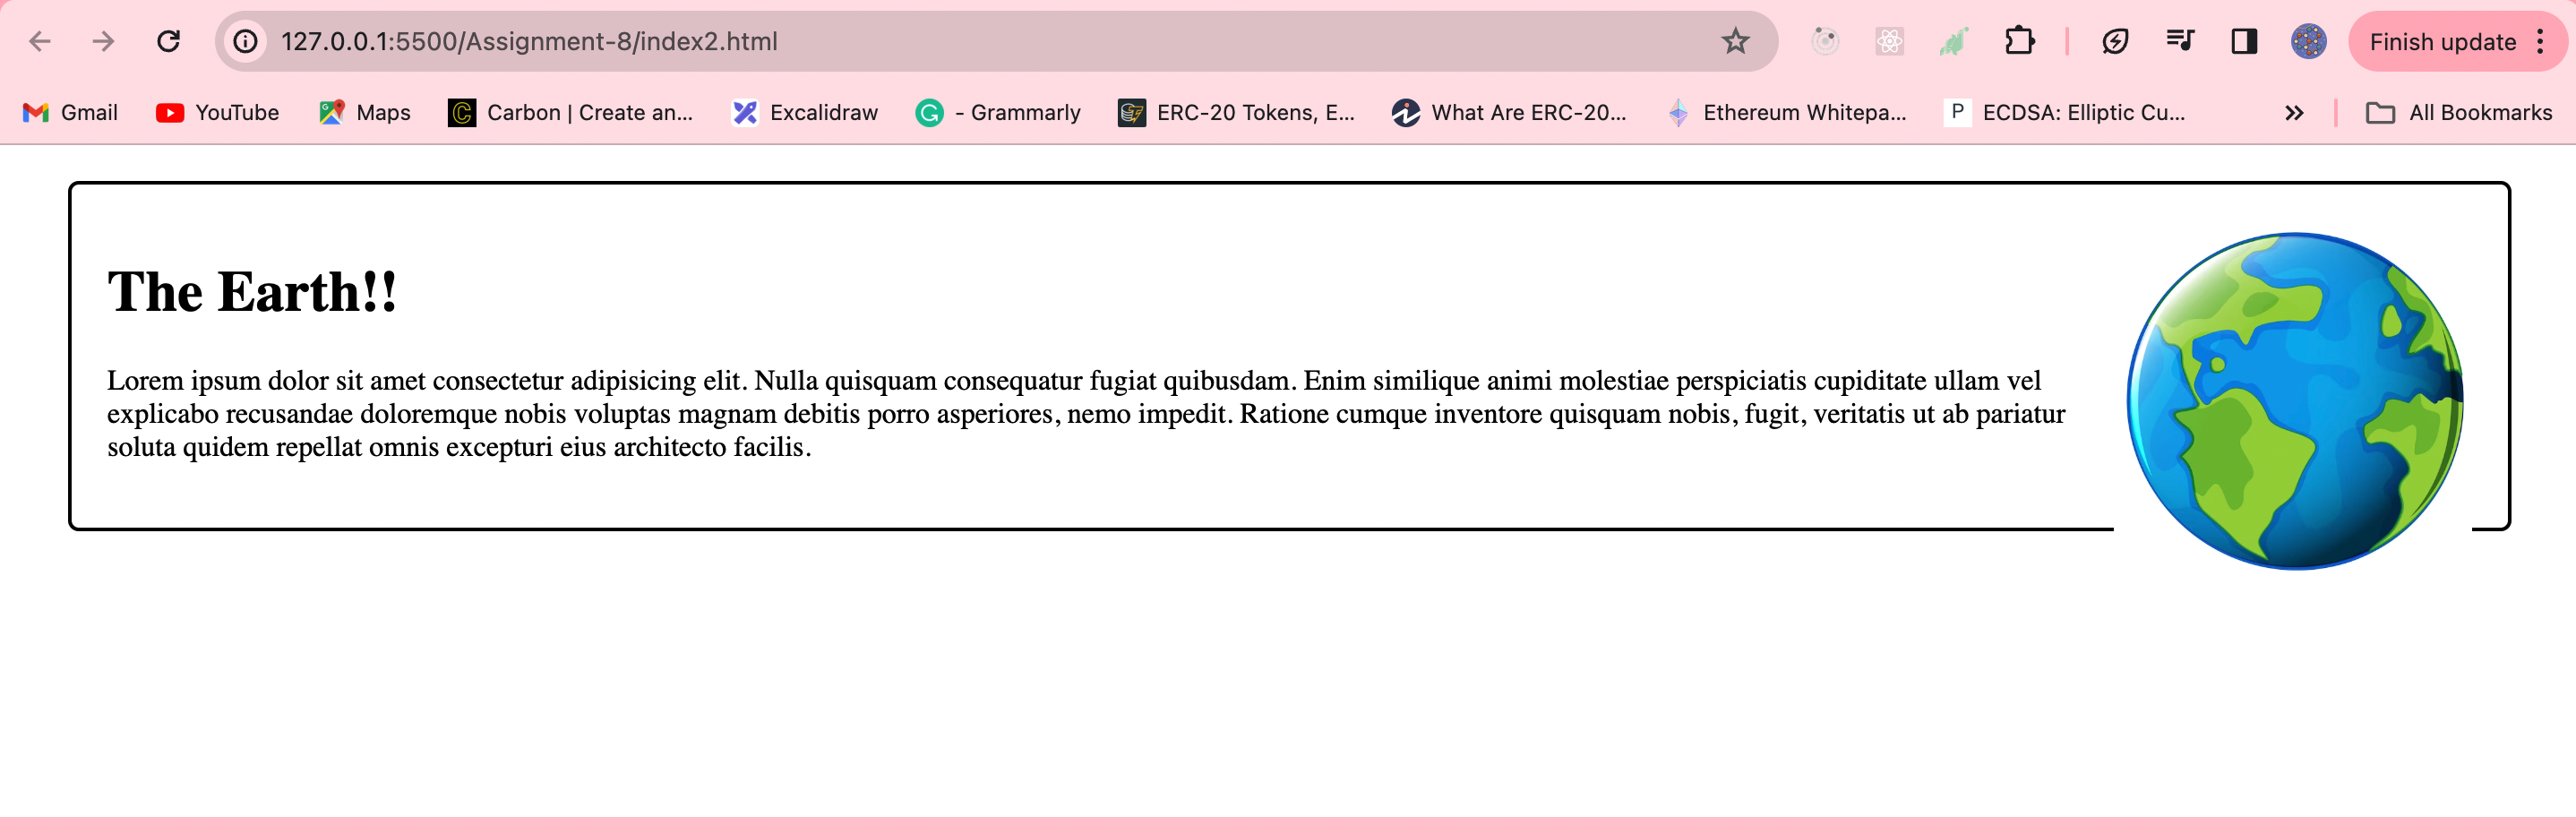 127.0.0.1:5500/Assignment-8/index2.html
Finish update
Gmail YouTube Maps Carbon | Create an... Excalidraw - Grammarly ERC-20 Tokens, E... What Are ERC-20... Ethereum Whitepa... P ECDSA: Elliptic Cu... » All Bookmarks
The Earth!!
Lorem ipsum dolor sit amet consectetur adipisicing elit. Nulla quisquam consequatur fugiat quibusdam. Enim similique animi molestiae perspiciatis cupiditate ullam vel
explicabo recusandae doloremque nobis voluptas magnam debitis porro asperiores, nemo impedit. Ratione cumque inventore quisquam nobis, fugit, veritatis ut ab pariatur
soluta quidem repellat omnis excepturi eius architecto facilis.